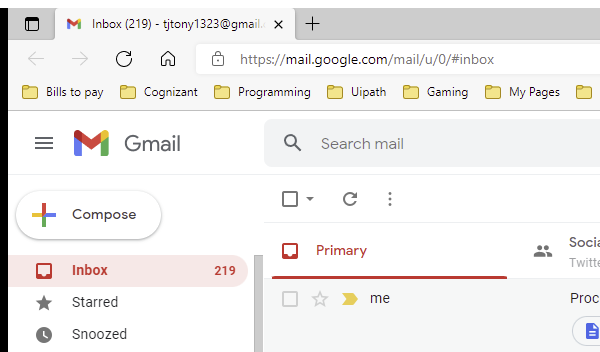 Inbox (219) - tjtony1323@gmail.
https://mail.google.com/mail/u/0/#inbox
Bills to pay Cognizant Programming Uipath Gaming My Pages
Gmail
Search mail
Compose
Primary
Socia
Twitte
Inbox 219
me Proc
Starred
Snoozed